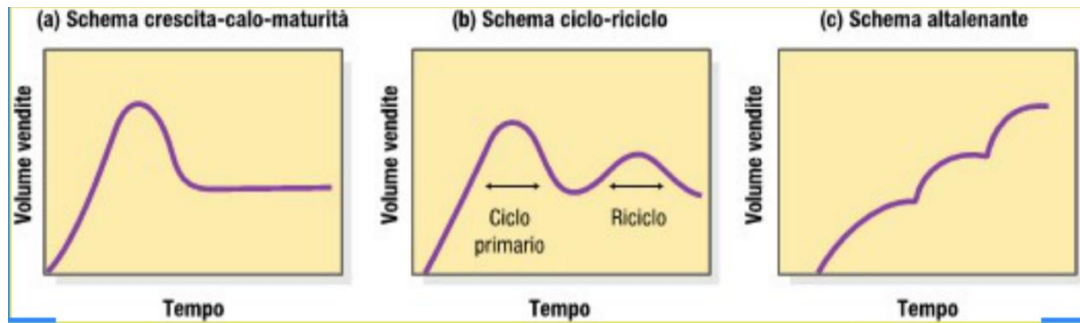 (a) Schema crescita-calo-maturità
Volume vendite
Tempo
(b) Schema ciclo-riciclo
Volume vendite
Ciclo
primario
Riciclo
Tempo
(c) Schema altalenante
Volume vendite
Tempo